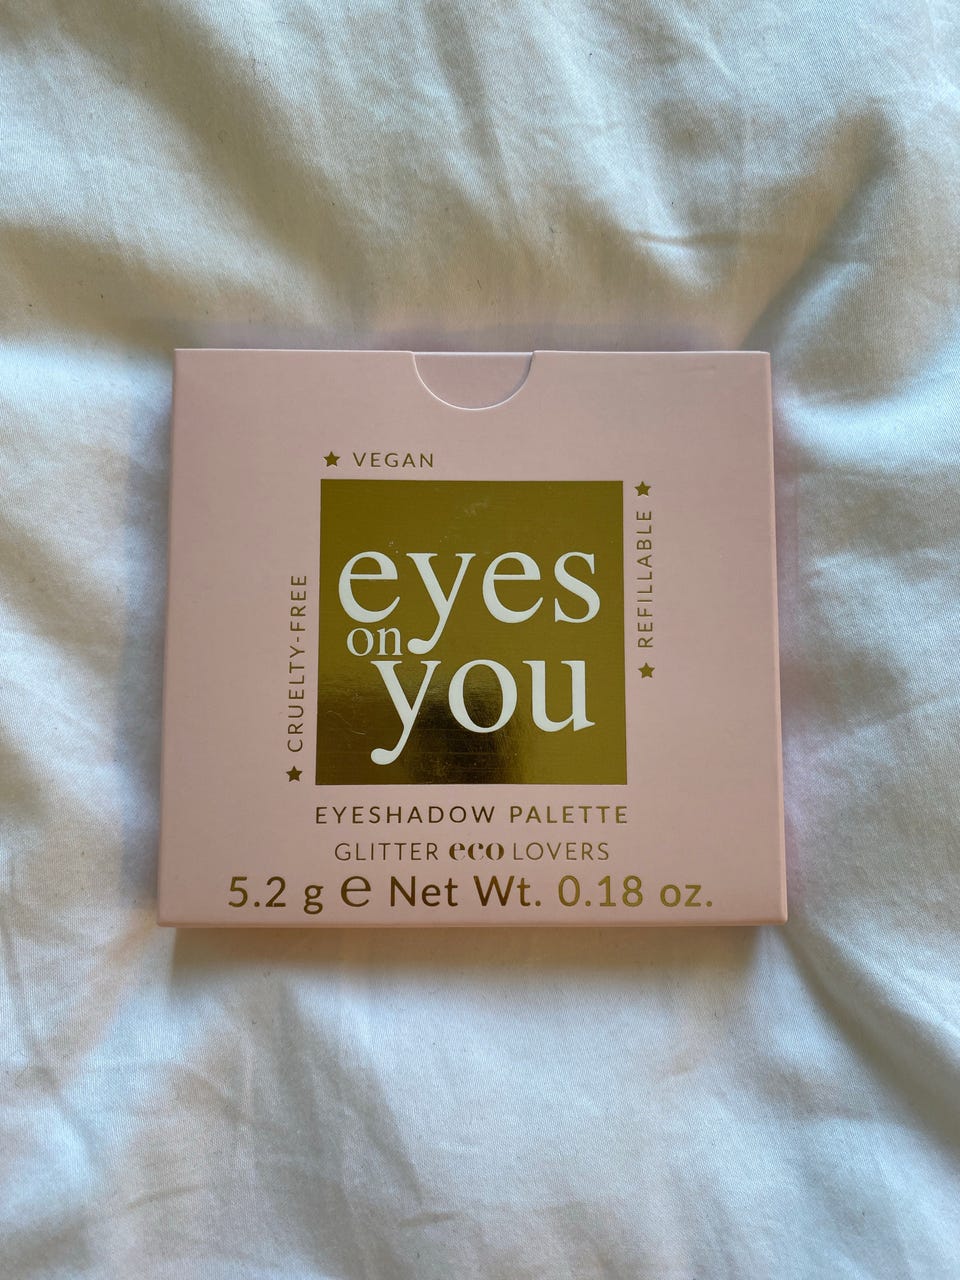 ★ VEGAN
★ CRUELTY-FREE
★ REFILLABLE ★
eyes
on
you
EYESHADOW PALETTE
GLITTER eco LOVERS
5.2 g ℮ Net Wt. 0.18 oz.